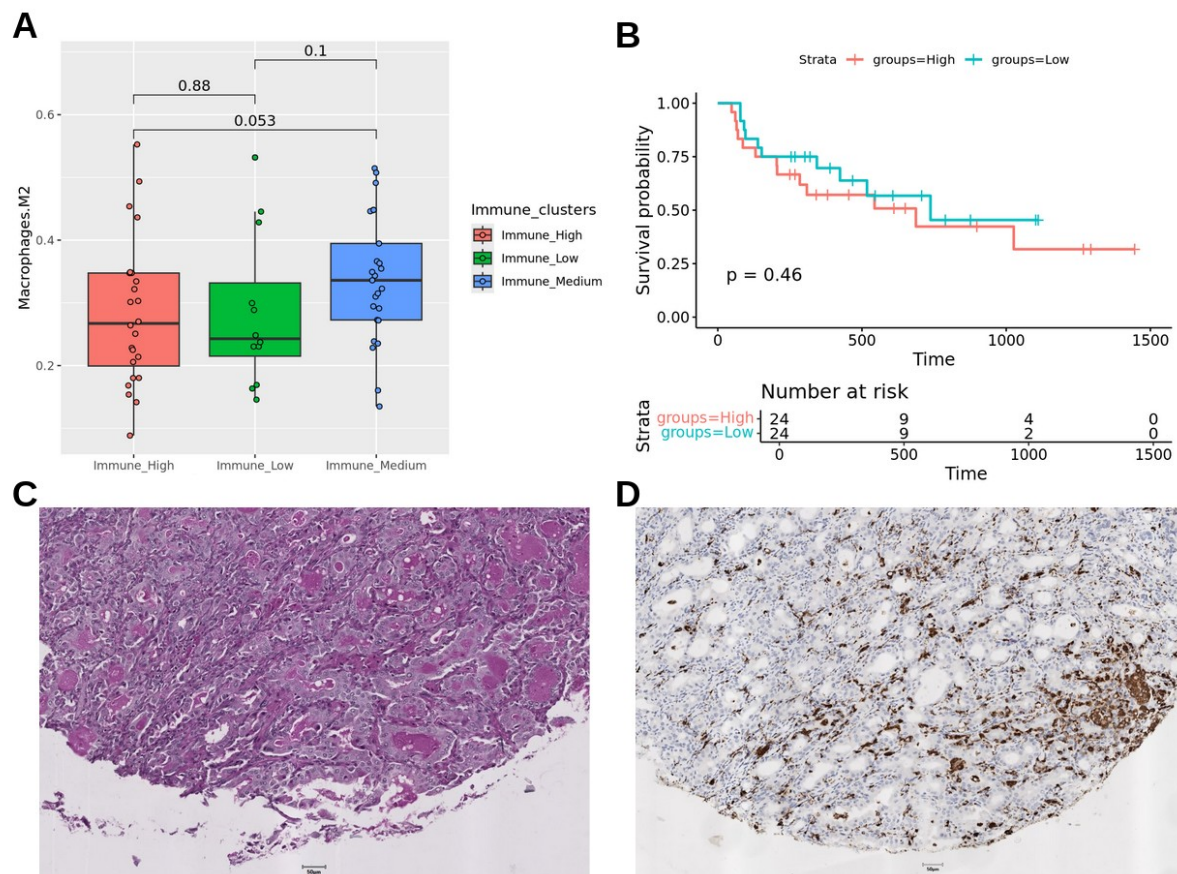 A
0.1
0.88
0.053
0.6
0.4
0.2
Macrophages.M2
Immune_High
Immune_Low
Immune_Medium
Immune_clusters
Immune_High
Immune_Low
Immune_Medium
B
Strata groups=High groups=Low
1.00
0.75
0.50
0.25
0.00
Survival probability
p = 0.46
0 500 1000 1500
Time
Number at risk
Strata
groups=High 24 9 4 0
groups=Low 24 9 2 0
0 500 1000 1500
Time
C
50µm
D
50µm